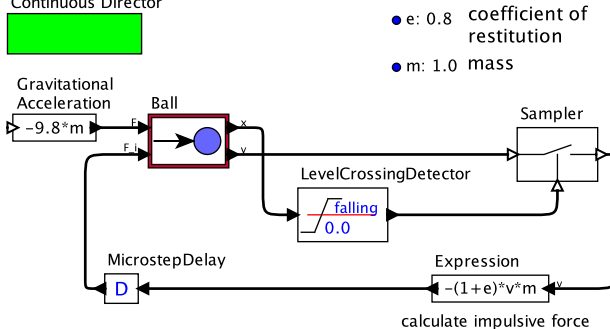 Continuous Director
e: 0.8 coefficient of
restitution
m: 1.0 mass
Gravitational
Acceleration
-9.8*m
Ball
F
F_i
x
v
Sampler
LevelCrossingDetector
falling
0.0
MicrostepDelay
D
Expression
-(1+e)*v*m
v
calculate impulsive force